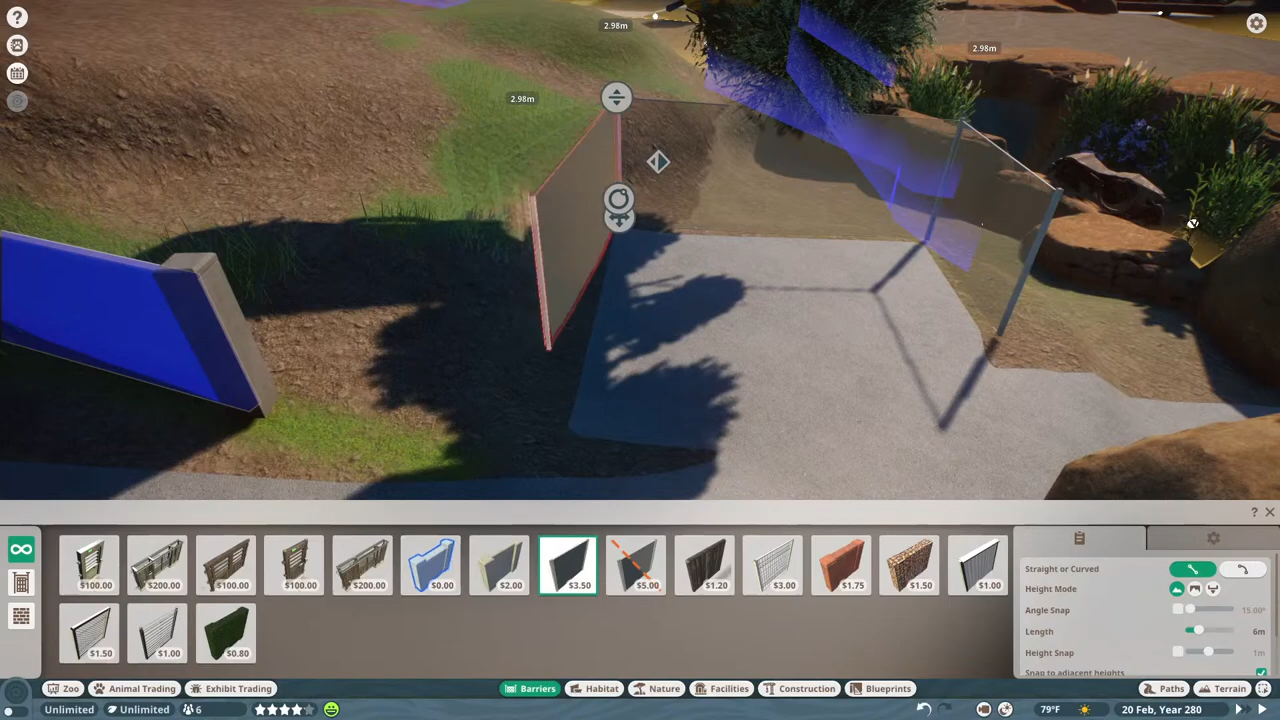 2.98m
2.98m
2.98m
?
? ×
$100.00 $200.00 $100.00 $100.00 $200.00 $0.00 $2.00 $3.50 $5.00 $1.20 $3.00 $1.75 $1.50 $1.00
$1.50 $1.00 $0.80
Straight or Curved
Height Mode
Angle Snap 15.00°
Length 6m
Height Snap 1m
Snap to adjacent heights
Zoo Animal Trading Exhibit Trading Barriers Habitat Nature Facilities Construction Blueprints Paths Terrain
Unlimited Unlimited 6 79°F 20 Feb, Year 280